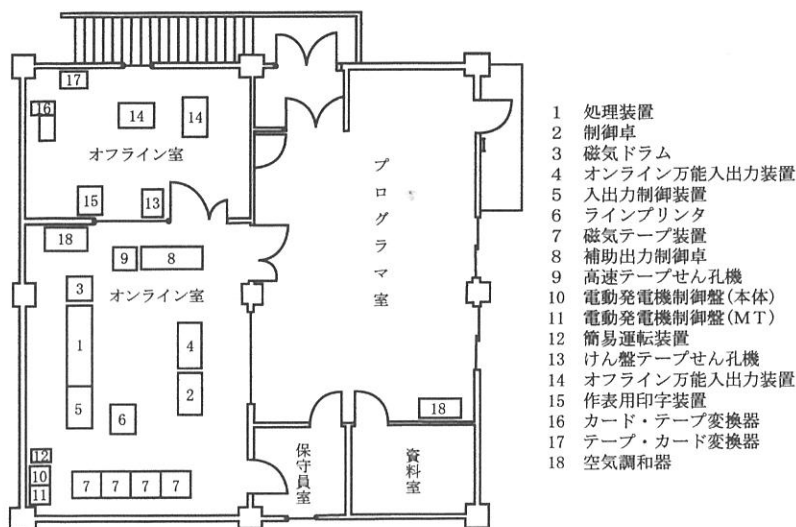 17
16
14
14
オフライン室
15
13
18
9
8
3
オンライン室
1
4
5
2
6
12
10
11
7 7 7 7
プログラマ室
18
保守員室
資料室
1 処理装置
2 制御卓
3 磁気ドラム
4 オンライン万能入出力装置
5 入出力制御装置
6 ラインプリンタ
7 磁気テープ装置
8 補助出力制御卓
9 高速テープせん孔機
10 電動発電機制御盤(本体)
11 電動発電機制御盤(MT)
12 簡易運転装置
13 けん盤テープせん孔機
14 オフライン万能入出力装置
15 作表用印字装置
16 カード・テープ変換器
17 テープ・カード変換器
18 空気調和器